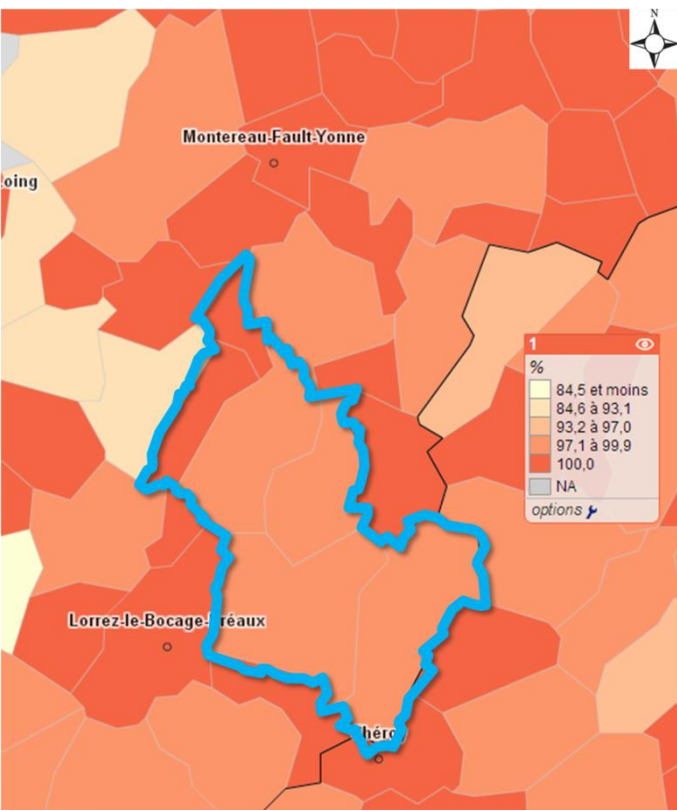 N
Montereau-Fault-Yonne
oing
1
%
84,5 et moins
84,6 à 93,1
93,2 à 97,0
97,1 à 99,9
100,0
NA
options
Lorrez-le-Bocage-Préaux
héro